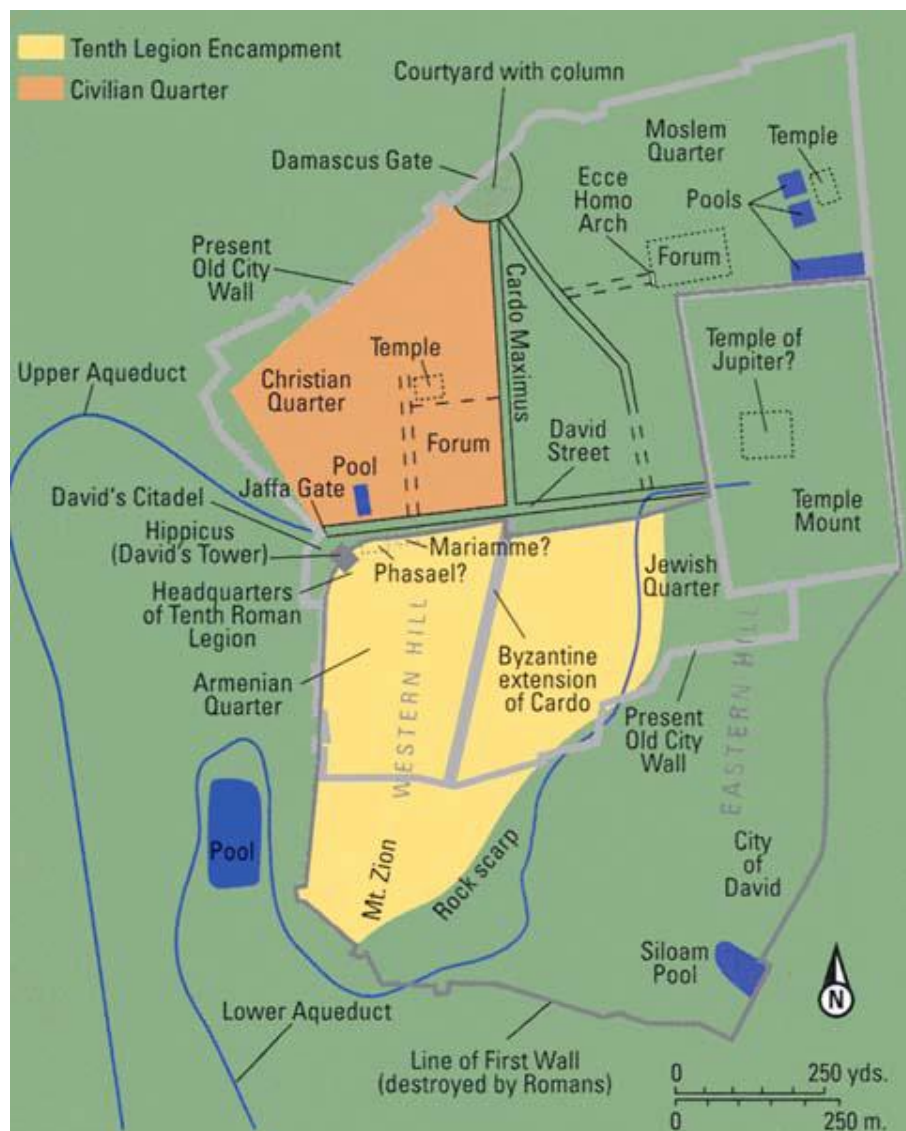 Tenth Legion Encampment
Civilian Quarter
Courtyard with column
Damascus Gate
Moslem
Quarter
Temple
Ecce
Homo
Arch
Pools
Forum
Present
Old City
Wall
Cardo Maximus
Temple
Temple of
Jupiter?
Upper Aqueduct
Christian
Quarter
Forum
David
Street
Pool
Jaffa Gate
David's Citadel
Temple
Mount
Hippicus
(David's Tower)
Mariamme?
Phasael?
Headquarters
of Tenth Roman
Legion
Jewish
Quarter
WESTERN HILL
Byzantine
extension
of Cardo
EASTERN HILL
Armenian
Quarter
Present
Old City
Wall
Pool
Mt. Zion
Rock scarp
City
of
David
Siloam
Pool
N
Lower Aqueduct
Line of First Wall
(destroyed by Romans)
0 250 yds.
0 250 m.